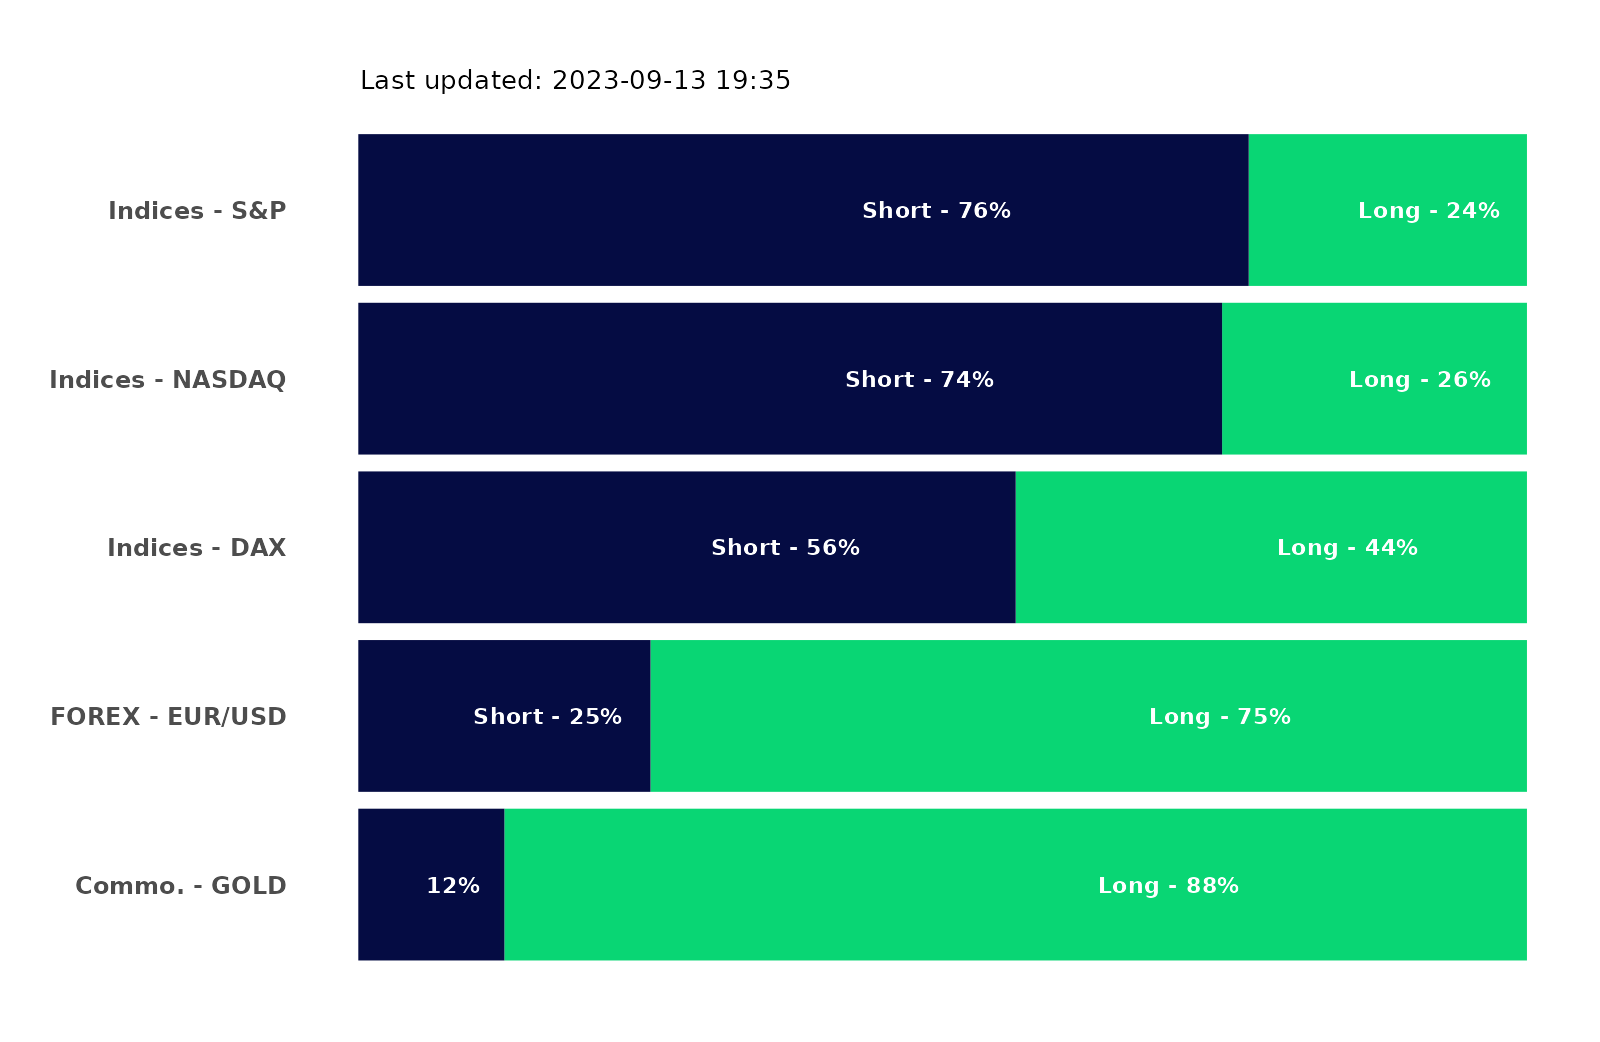 Last updated: 2023-09-13 19:35
Indices - S&P Short - 76% Long - 24%
Indices - NASDAQ Short - 74% Long - 26%
Indices - DAX Short - 56% Long - 44%
FOREX - EUR/USD Short - 25% Long - 75%
Commo. - GOLD 12% Long - 88%